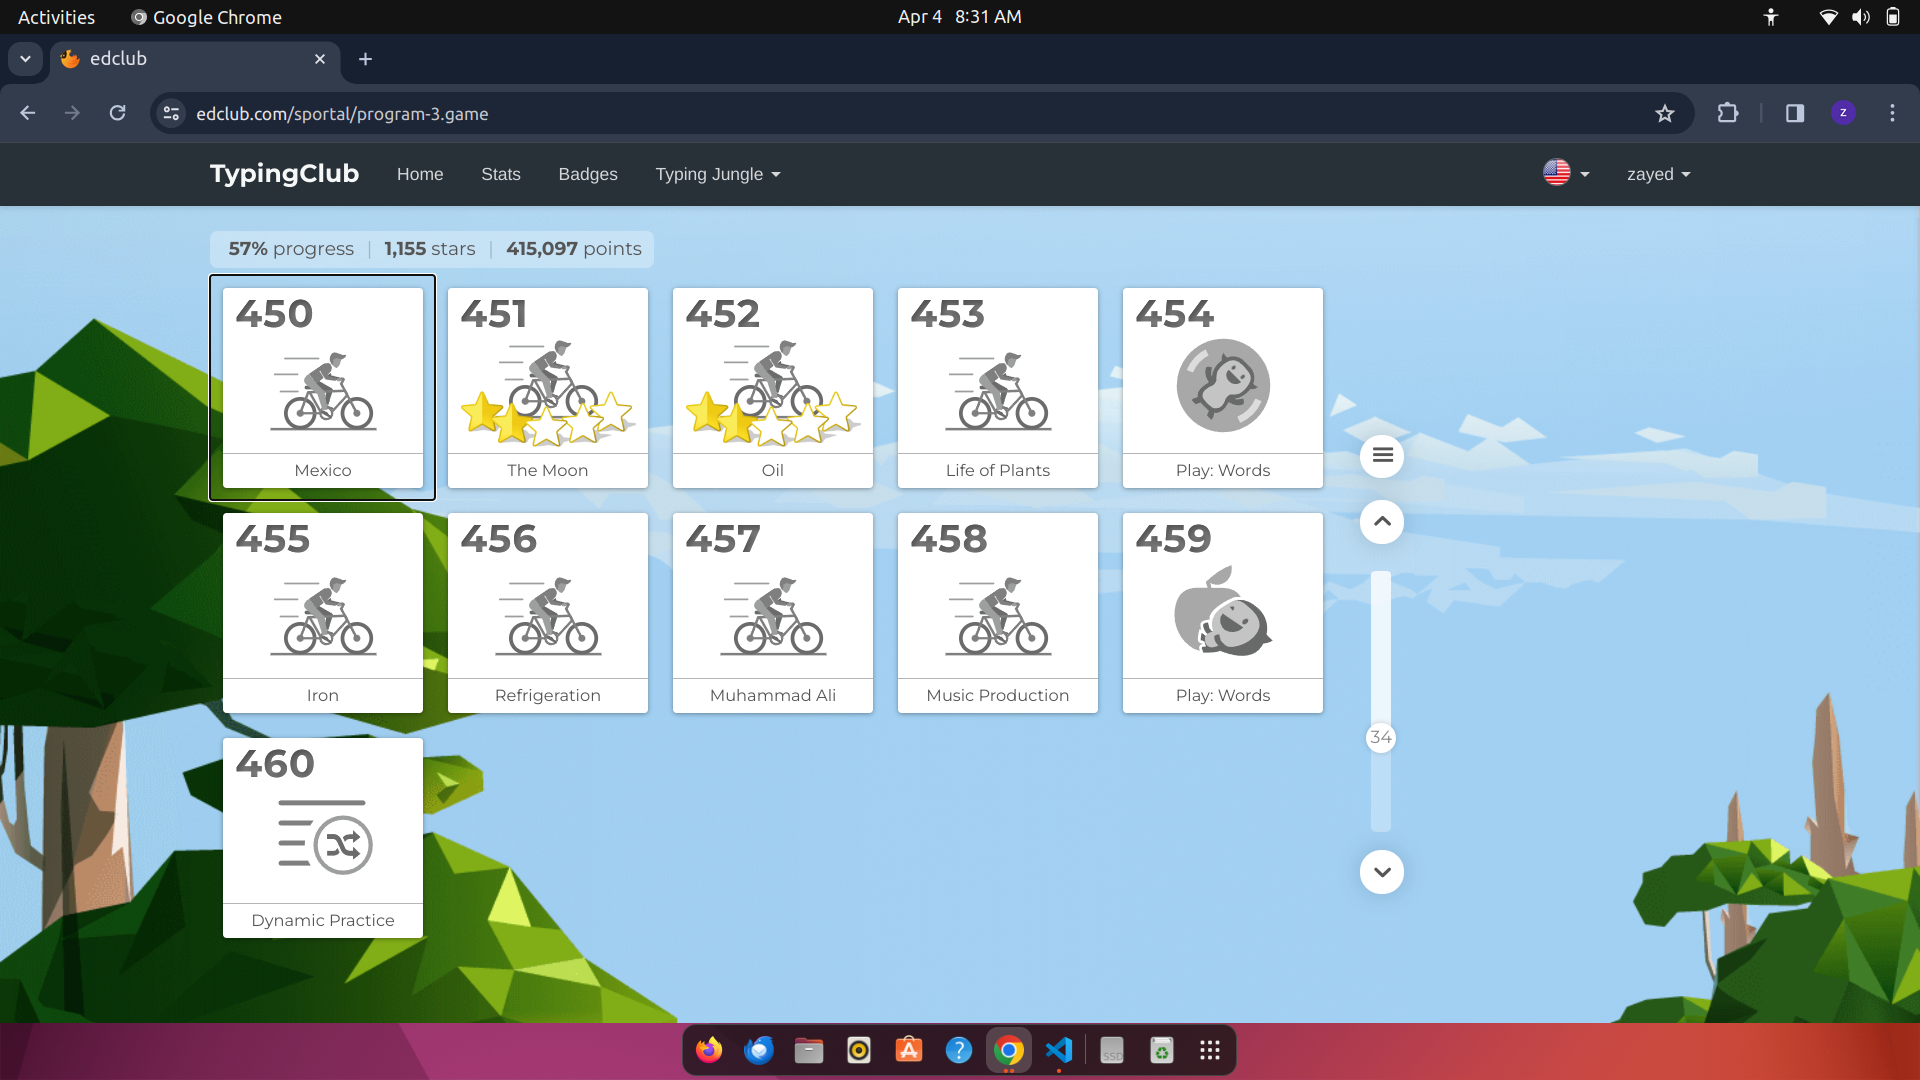 Activities Google Chrome Apr 4 8:31 AM
edclub
edclub.com/sportal/program-3.game z
TypingClub Home Stats Badges Typing Jungle zayed
57% progress | 1,155 stars | 415,097 points
450 451 452 453 454
Mexico The Moon Oil Life of Plants Play: Words
455 456 457 458 459
Iron Refrigeration Muhammad Ali Music Production Play: Words
34
460
Dynamic Practice
SSD